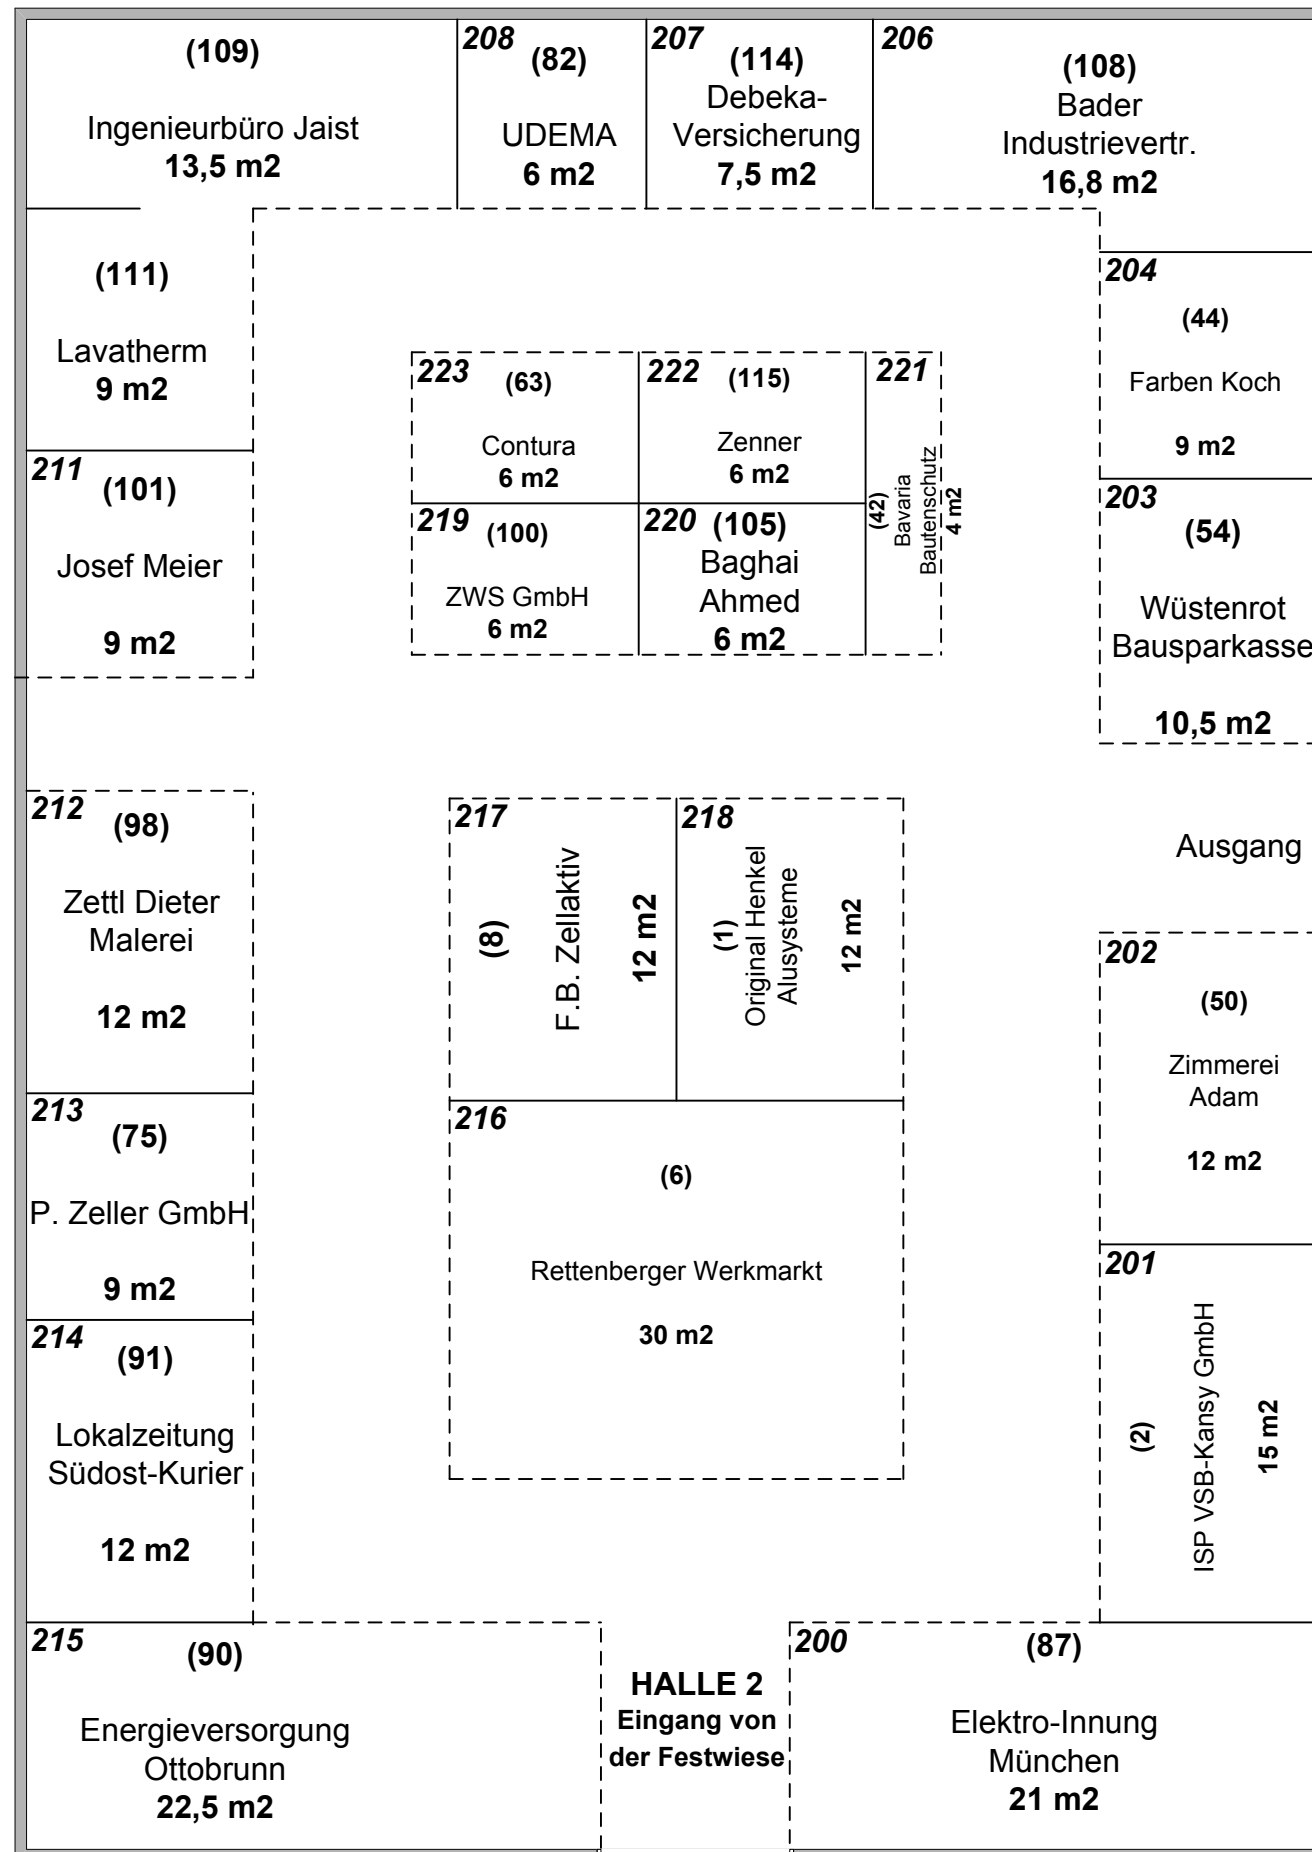 (109)
Ingenieurbüro Jaist
13,5 m2
208
(82)
UDEMA
6 m2
207
(114)
Debeka-
Versicherung
7,5 m2
206
(108)
Bader
Industrievertr.
16,8 m2
(111)
Lavatherm
9 m2
204
(44)
Farben Koch
9 m2
223
(63)
Contura
6 m2
222
(115)
Zenner
6 m2
221
(42)
Bavaria
Bautenschutz
4 m2
211
(101)
Josef Meier
9 m2
219
(100)
ZWS GmbH
6 m2
220
(105)
Baghai
Ahmed
6 m2
203
(54)
Wüstenrot
Bausparkasse
10,5 m2
212
(98)
Zettl Dieter
Malerei
12 m2
217
(8)
F.B. Zellaktiv
12 m2
218
(1)
Original Henkel
Alusysteme
12 m2
Ausgang
202
(50)
Zimmerei
Adam
12 m2
213
(75)
P. Zeller GmbH
9 m2
216
(6)
Rettenberger Werkmarkt
30 m2
201
(2)
ISP VSB-Kansy GmbH
15 m2
214
(91)
Lokalzeitung
Südost-Kurier
12 m2
215
(90)
Energieversorgung
Ottobrunn
22,5 m2
HALLE 2
Eingang von
der Festwiese
200
(87)
Elektro-Innung
München
21 m2